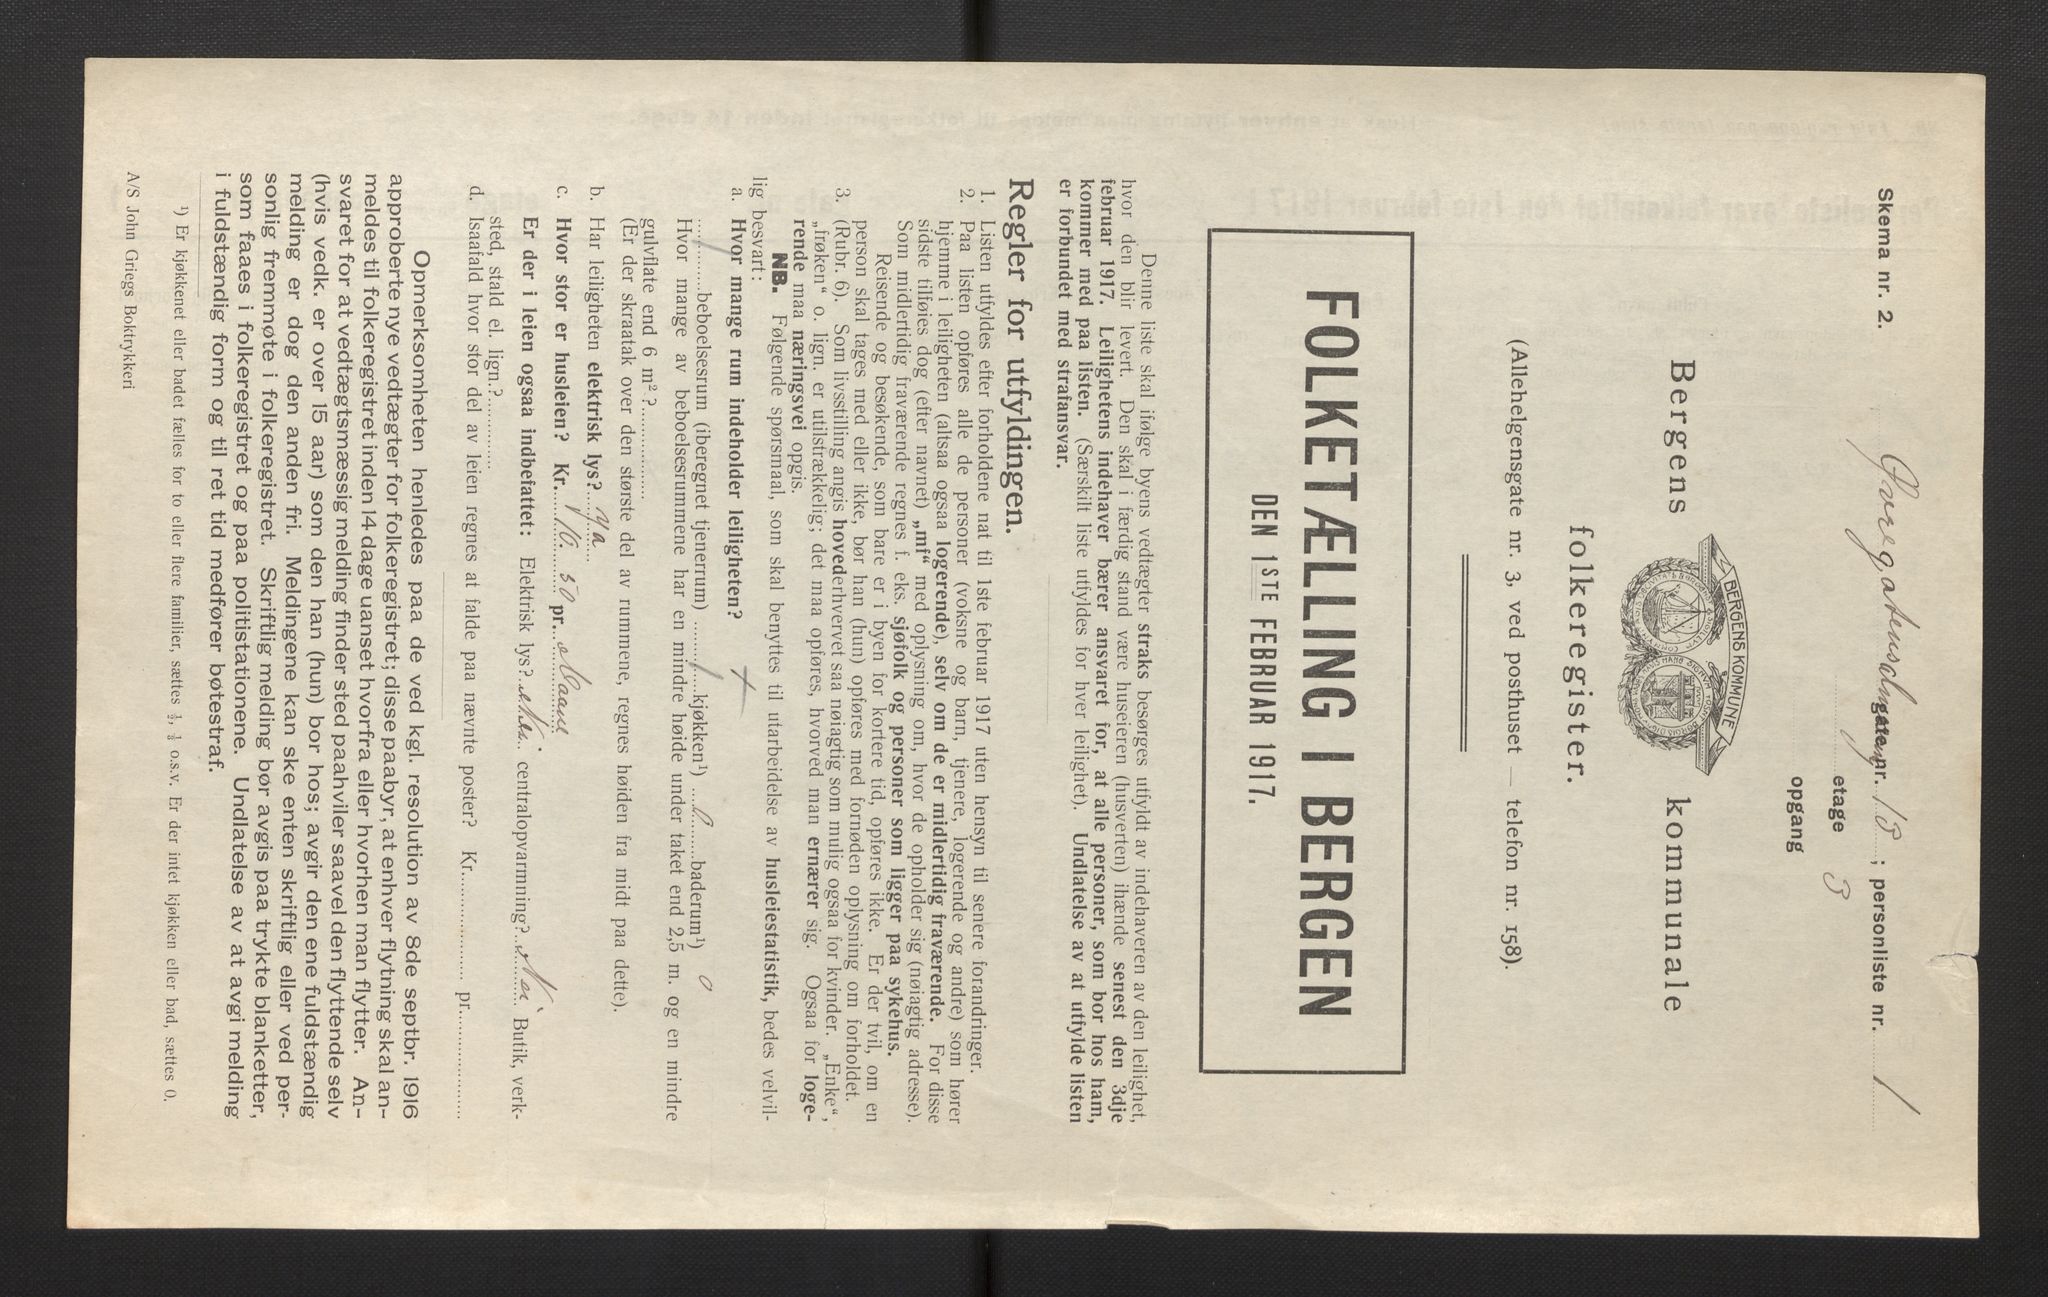 Skema nr. 2.
gaten nr. 13; personliste nr. 1
etage 3
opgang
Bergens kommunale
BERGENS KOMMUNE
folkeregister.
(Allehelgensgate nr. 3, ved posthuset — telefon nr. 158).
FOLKETÆLLING I BERGEN
DEN 1STE FEBRUAR 1917.
Denne liste skal ifølge byens vedtægter straks besørges utfyldt av indehaveren av den leilighet,
hvor den blir levert. Den skal i færdig stand være huseieren (husverten) ihænde senest den 3dje
februar 1917. Leilighetens indehaver bærer ansvaret for, at alle personer, som bor hos ham,
kommer med paa listen. (Særskilt liste utfyldes for hver leilighet). Undlatelse av at utfylde listen
er forbundet med strafansvar.
Regler for utfyldingen.
1. Listen utfyldes efter forholdene nat til 1ste februar 1917 uten hensyn til senere forandringer.
2. Paa listen opføres alle de personer (voksne og barn, tjenere, logerende og andre) som hører
hjemme i leiligheten (altsaa ogsaa logerende), selv om de er midlertidig fraværende. For disse
sidste tilføies dog (efter navnet) „mf“ med oplysning om, hvor de opholder sig (nøiagtig adresse).
Som midlertidig fraværende regnes f. eks. sjøfolk og personer som ligger paa sykehus.
Reisende og besøkende, som bare er i byen for kortere tid, opføres ikke. Er der tvil, om en
person skal tages med eller ikke, bør han (hun) opføres med fornøden oplysning om forholdet.
3. (Rubr. 6). Som livsstilling angis hovederhvervet saa nøiagtig som mulig ogsaa for kvinder. „Enke“,
„frøken“ o. lign. er utilstrækkelig; det maa opføres, hvorved man ernærer sig. Ogsaa for loge-
rende maa næringsvei opgis.
NB. Følgende spørsmaal, som skal benyttes til utarbeidelse av husleiestatistik, bedes velvil-
lig besvart:
a. Hvor mange rum indeholder leiligheten?
1 beboelsesrum (iberegnet tjenerrum) 1 kjøkken¹) 0 baderum¹) 0
Hvor mange av beboelsesrummene har en mindre høide under taket end 2,5 m. og en mindre
gulvflate end 6 m²?
(Er der skraatak over den største del av rummene, regnes høiden fra midt paa dette).
b. Har leiligheten elektrisk lys? ya
c. Hvor stor er husleien? Kr. 16.50 pr. Maane
Er der i leien ogsaa indbefattet: Elektrisk lys? centralopvarmning? Nei Butik, verk-
sted, stald el. lign.?
d. Isaafald hvor stor del av leien regnes at falde paa nævnte poster? Kr. pr.
Opmerksomheten henledes paa de ved kgl. resolution av 8de septbr. 1916
approberte nye vedtægter for folkeregistret; disse paabyr, at enhver flytning skal an-
meldes til folkeregistret inden 14 dage uanset hvorfra eller hvorhen man flytter. An-
svaret for at vedtægtsmæssig melding finder sted paahviler saavel den flyttende selv
(hvis vedk. er over 15 aar) som den han (hun) bor hos; avgir den ene fuldstændig
melding er dog den anden fri. Meldingene kan ske enten skriftlig eller ved per-
sonlig fremmøte i folkeregistret. Skriftlig melding bør avgis paa trykte blanketter,
som faaes i folkeregistret og paa politistationene. Undlatelse av at avgi melding
i fuldstændig form og til ret tid medfører bøtestraf.
¹) Er kjøkkenet eller badet fælles for to eller flere familier, sættes ½, ⅓ o.s.v. Er der intet kjøkken eller bad, sættes 0.
A/S John Griegs Boktrykkeri